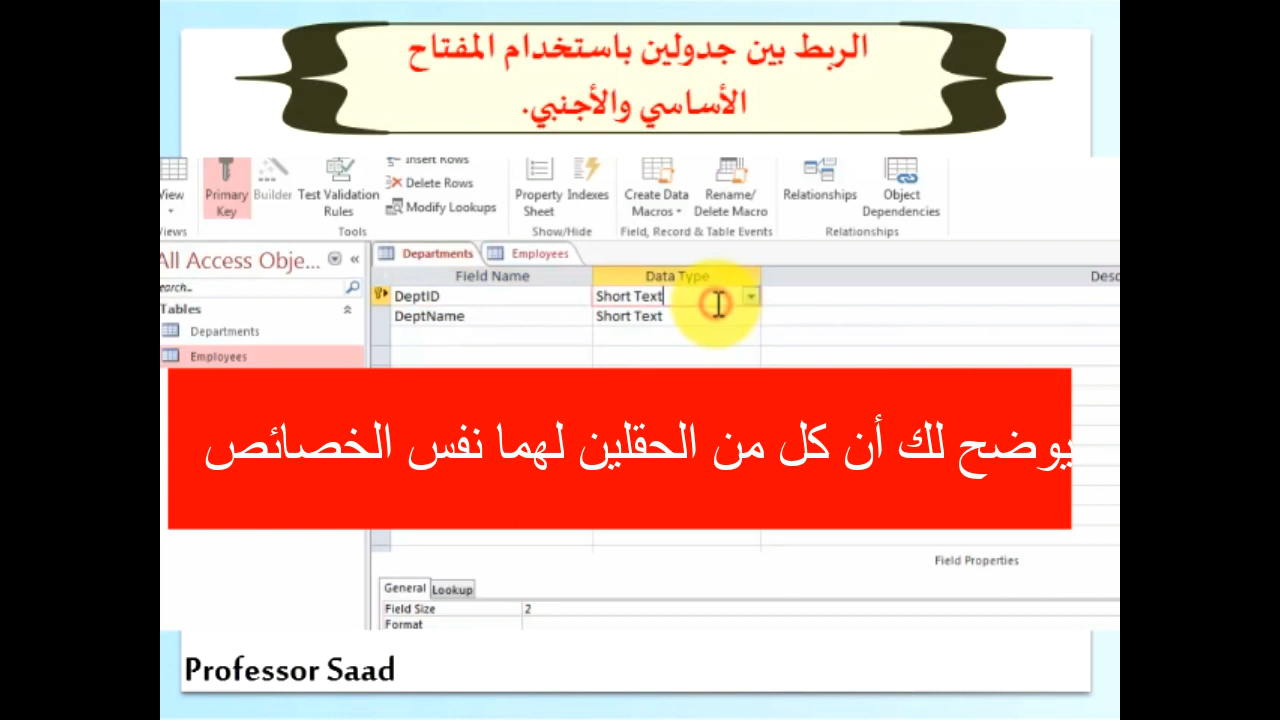 الربط بين جدولين باستخدام المفتاح
الأساسي والأجنبي.
Insert Rows
View Primary Key Builder Test Validation Rules
Delete Rows
Modify Lookups
Property Sheet Indexes
Create Data Macros Rename/ Delete Macro
Relationships Object Dependencies
Views Tools Show/Hide Field, Record & Table Events Relationships
All Access Obje... «
Departments Employees
Field Name Data Type Desc
DeptID Short Text
DeptName Short Text
earch..
Tables
Departments
Employees
يوضح لك أن كل من الحقلين لهما نفس الخصائص
Field Properties
General Lookup
Field Size 2
Format
Professor Saad